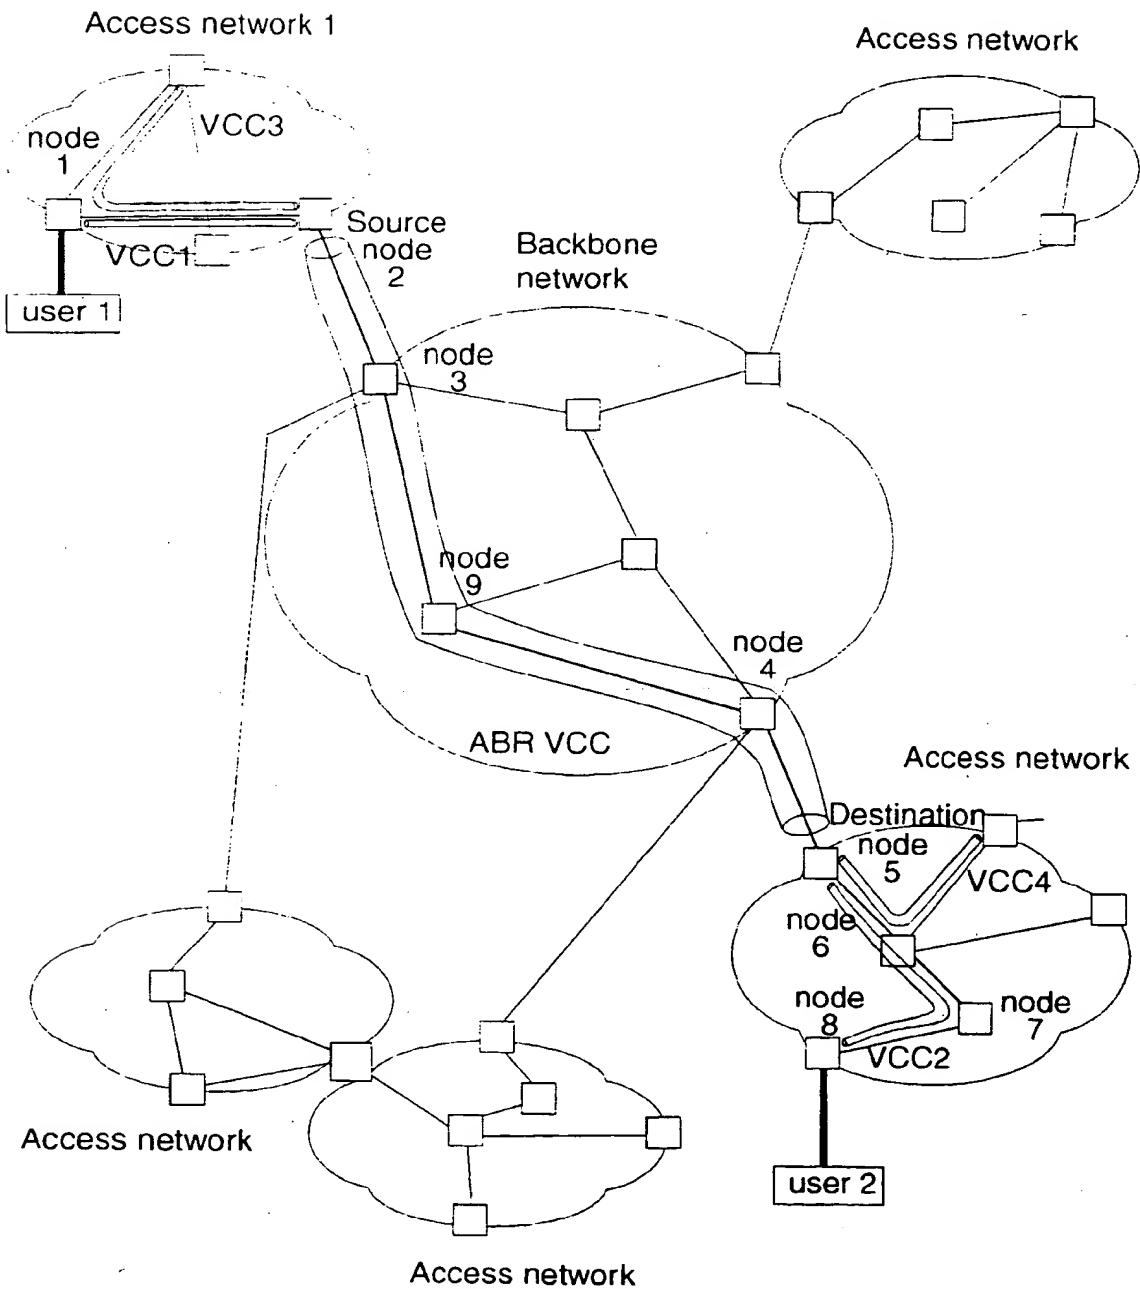 Access network 1
Access network
VCC3
node
1
Source
node
2
VCC1
user 1
Backbone
network
node
3
node
9
node
4
ABR VCC
Access network
Destination
node
5
VCC4
node
6
node
8
node
7
VCC2
Access network
user 2
Access network